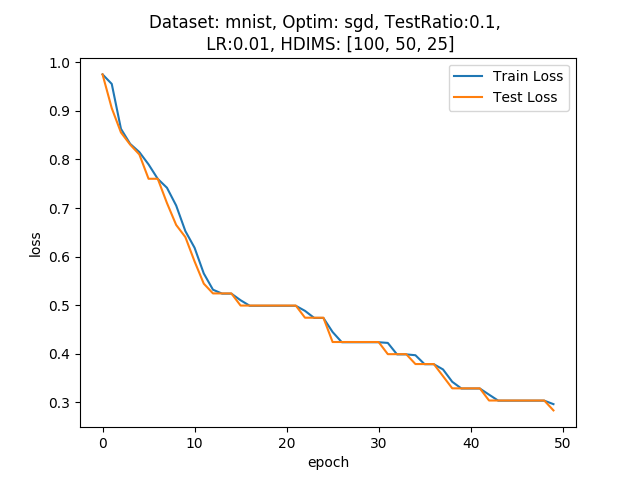 Dataset: mnist, Optim: sgd, TestRatio:0.1,
LR:0.01, HDIMS: [100, 50, 25]
Train Loss
Test Loss
1.0
0.9
0.8
0.7
0.6
0.5
0.4
0.3
loss
0 10 20 30 40 50
epoch